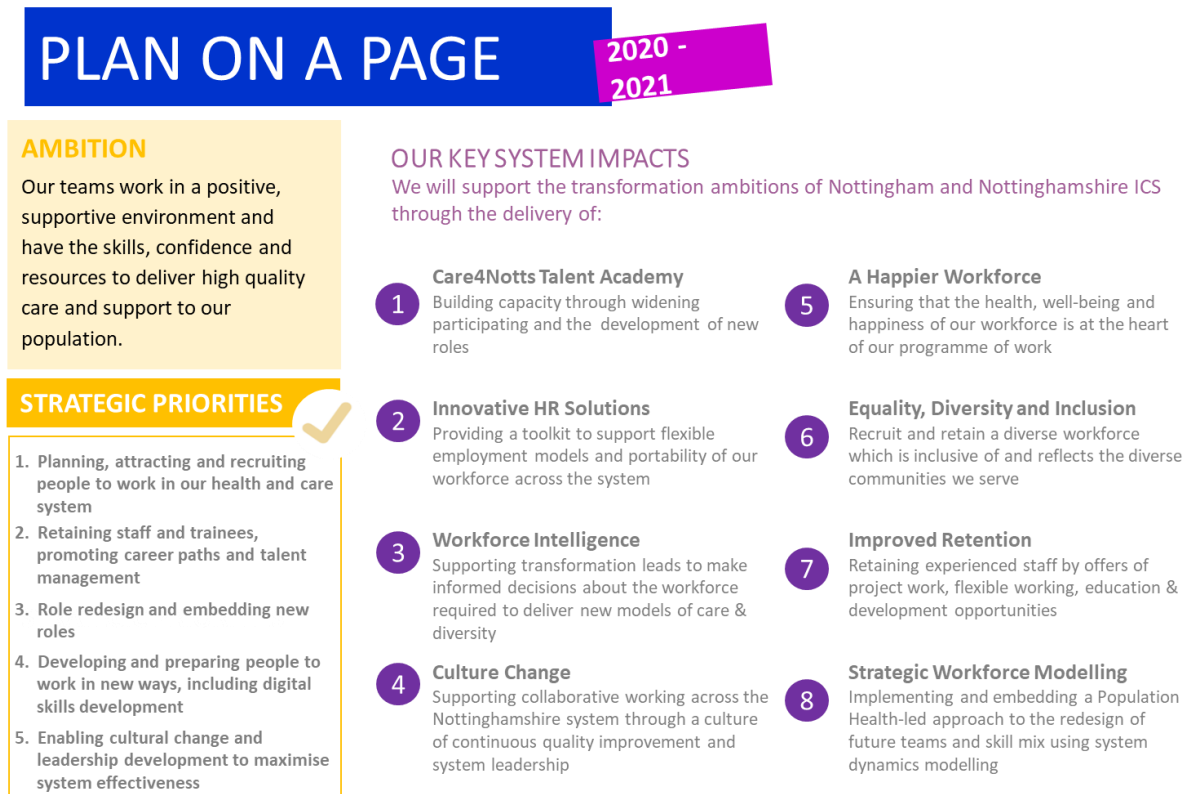 PLAN ON A PAGE
2020 -
2021
AMBITION
Our teams work in a positive,
supportive environment and
have the skills, confidence and
resources to deliver high quality
care and support to our
population.
STRATEGIC PRIORITIES
1. Planning, attracting and recruiting
people to work in our health and care
system
2. Retaining staff and trainees,
promoting career paths and talent
management
3. Role redesign and embedding new
roles
4. Developing and preparing people to
work in new ways, including digital
skills development
5. Enabling cultural change and
leadership development to maximise
system effectiveness
OUR KEY SYSTEM IMPACTS
We will support the transformation ambitions of Nottingham and Nottinghamshire ICS
through the delivery of:
1
Care4Notts Talent Academy
Building capacity through widening
participating and the development of new
roles
2
Innovative HR Solutions
Providing a toolkit to support flexible
employment models and portability of our
workforce across the system
3
Workforce Intelligence
Supporting transformation leads to make
informed decisions about the workforce
required to deliver new models of care &
diversity
4
Culture Change
Supporting collaborative working across the
Nottinghamshire system through a culture
of continuous quality improvement and
system leadership
5
A Happier Workforce
Ensuring that the health, well-being and
happiness of our workforce is at the heart
of our programme of work
6
Equality, Diversity and Inclusion
Recruit and retain a diverse workforce
which is inclusive of and reflects the diverse
communities we serve
7
Improved Retention
Retaining experienced staff by offers of
project work, flexible working, education &
development opportunities
8
Strategic Workforce Modelling
Implementing and embedding a Population
Health-led approach to the redesign of
future teams and skill mix using system
dynamics modelling